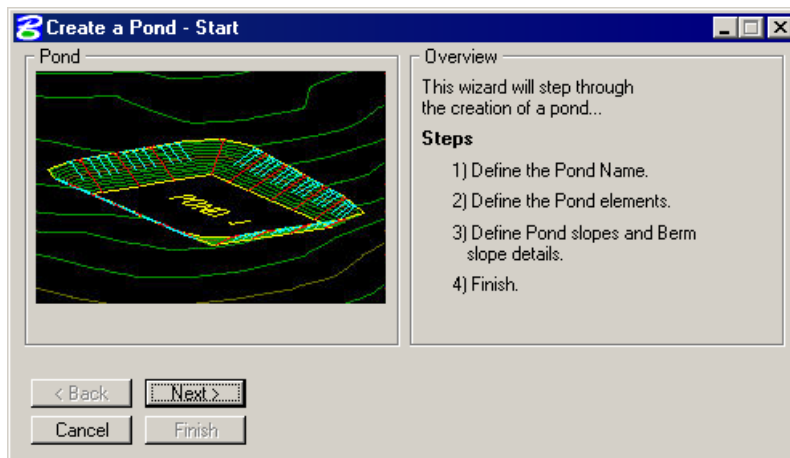 Create a Pond - Start
Pond
POND 1
Overview
This wizard will step through
the creation of a pond...
Steps
1) Define the Pond Name.
2) Define the Pond elements.
3) Define Pond slopes and Berm
slope details.
4) Finish.
< Back
Next >
Cancel
Finish